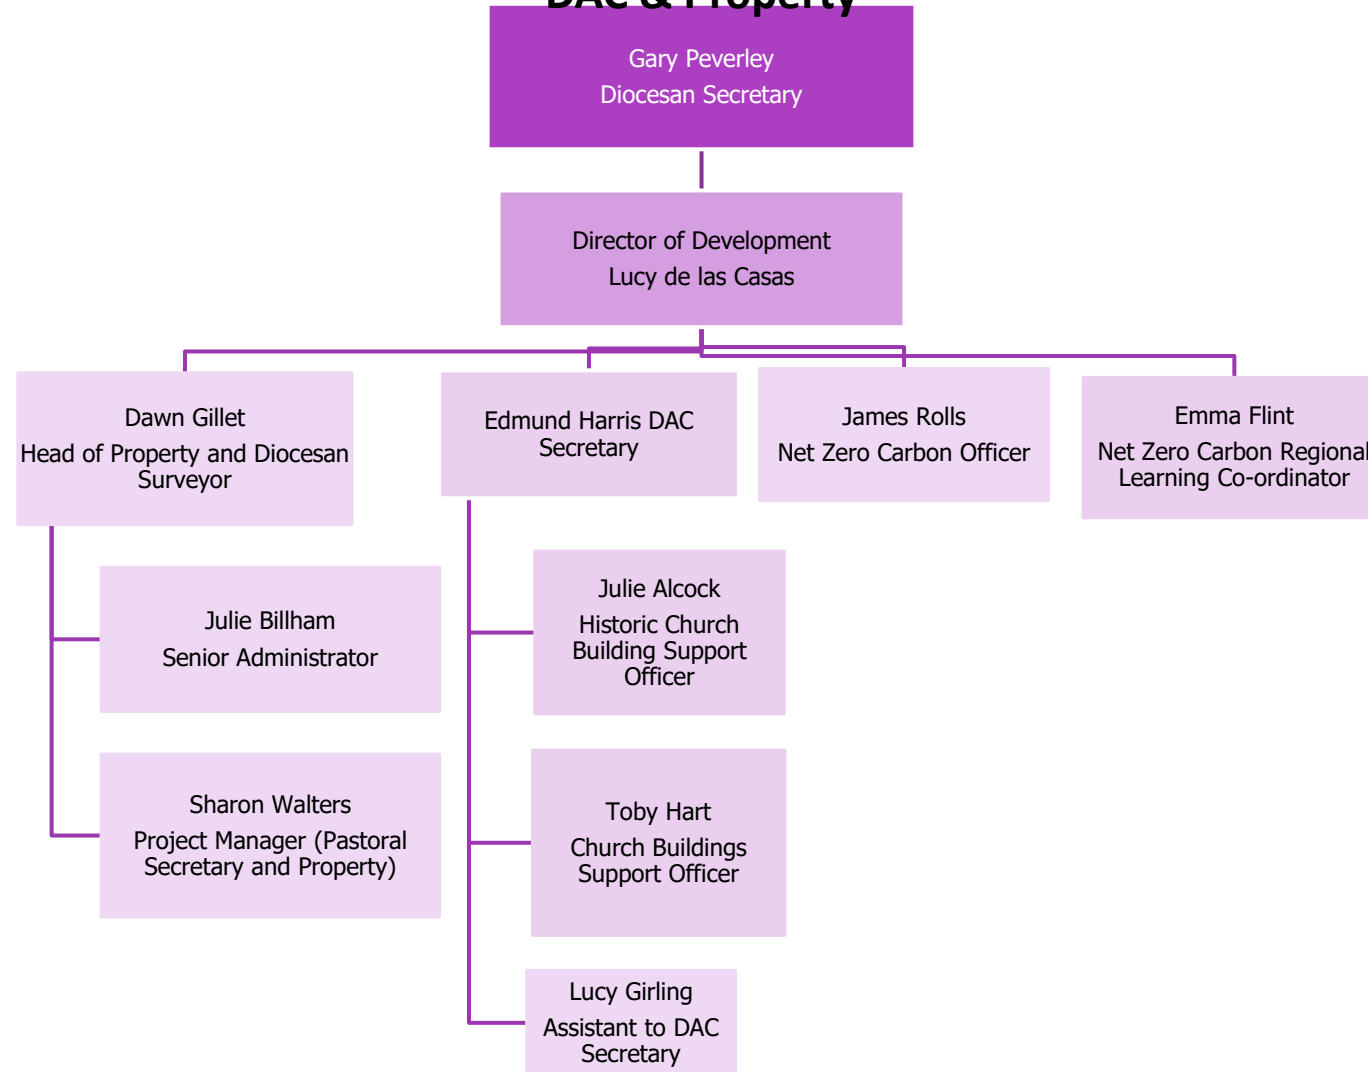 DAC & Property
Gary Peverley
Diocesan Secretary
Director of Development
Lucy de las Casas
Dawn Gillet
Head of Property and Diocesan
Surveyor
Edmund Harris DAC
Secretary
James Rolls
Net Zero Carbon Officer
Emma Flint
Net Zero Carbon Regional
Learning Co-ordinator
Julie Billham
Senior Administrator
Sharon Walters
Project Manager (Pastoral
Secretary and Property)
Julie Alcock
Historic Church
Building Support
Officer
Toby Hart
Church Buildings
Support Officer
Lucy Girling
Assistant to DAC
Secretary